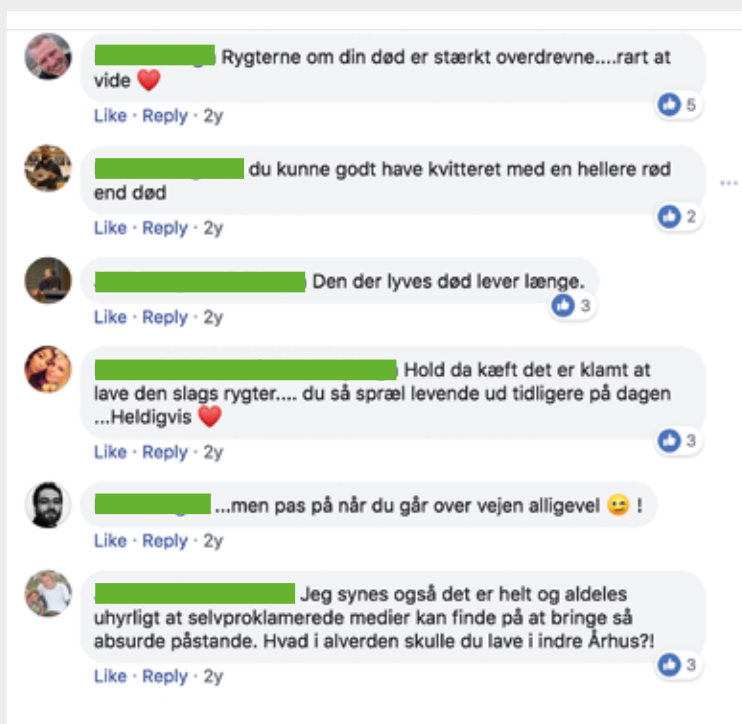 Rygterne om din død er stærkt overdrevne....rart at
vide ❤️
5
Like · Reply · 2y
du kunne godt have kvitteret med en hellere rød
end død
2
Like · Reply · 2y
Den der lyves død lever længe.
3
Like · Reply · 2y
Hold da kæft det er klamt at
lave den slags rygter.... du så spræl levende ud tidligere på dagen
...Heldigvis ❤️
3
Like · Reply · 2y
...men pas på når du går over vejen alligevel 😉 !
Like · Reply · 2y
Jeg synes også det er helt og aldeles
uhyrligt at selvproklamerede medier kan finde på at bringe så
absurde påstande. Hvad i alverden skulle du lave i indre Århus?!
3
Like · Reply · 2y